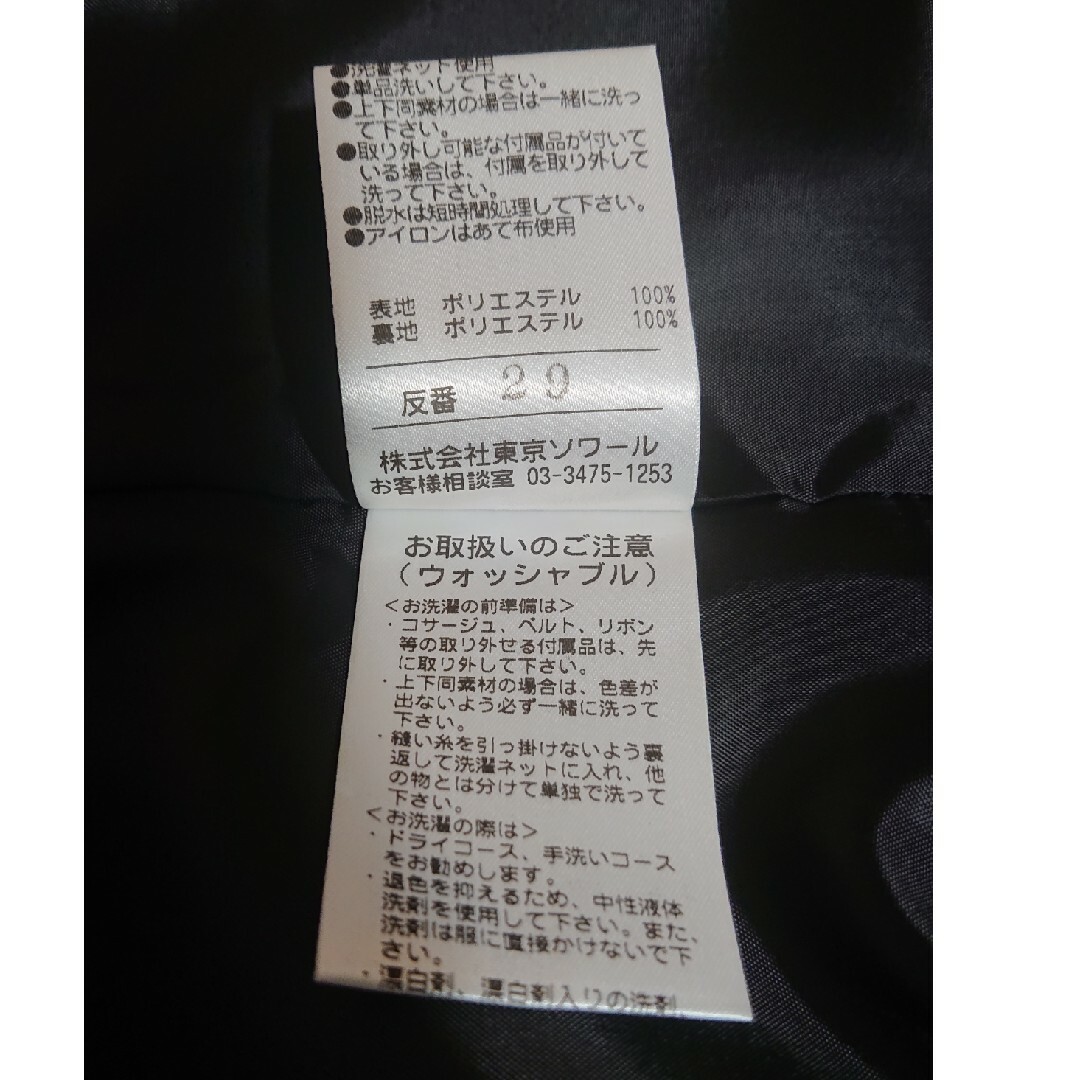 ●洗濯ネット使用
●単品洗いして下さい。
●上下同素材の場合は一緒に洗っ
て下さい。
●取り外し可能な付属品が付いて
いる場合は、付属を取り外して
洗って下さい。
●脱水は短時間処理して下さい。
●アイロンはあて布使用
表地 ポリエステル 100%
裏地 ポリエステル 100%
反番 29
株式会社東京ソワール
お客様相談室 03-3475-1253
お取扱いのご注意
(ウォッシャブル)
<お洗濯の前準備は>
・コサージュ、ベルト、リボン
等の取り外せる付属品は、先
に取り外して下さい。
・上下同素材の場合は、色差が
出ないよう必ず一緒に洗って
下さい。
・縫い糸を引っ掛けないよう裏
返して洗濯ネットに入れ、他
の物とは分けて単独で洗って
下さい。
<お洗濯の際は>
・ドライコース、手洗いコース
をお勧めします。
・退色を抑えるため、中性液体
洗剤を使用して下さい。また、
洗剤は服に直接かけないで下
さい。
・漂白剤、漂白剤入りの洗剤、